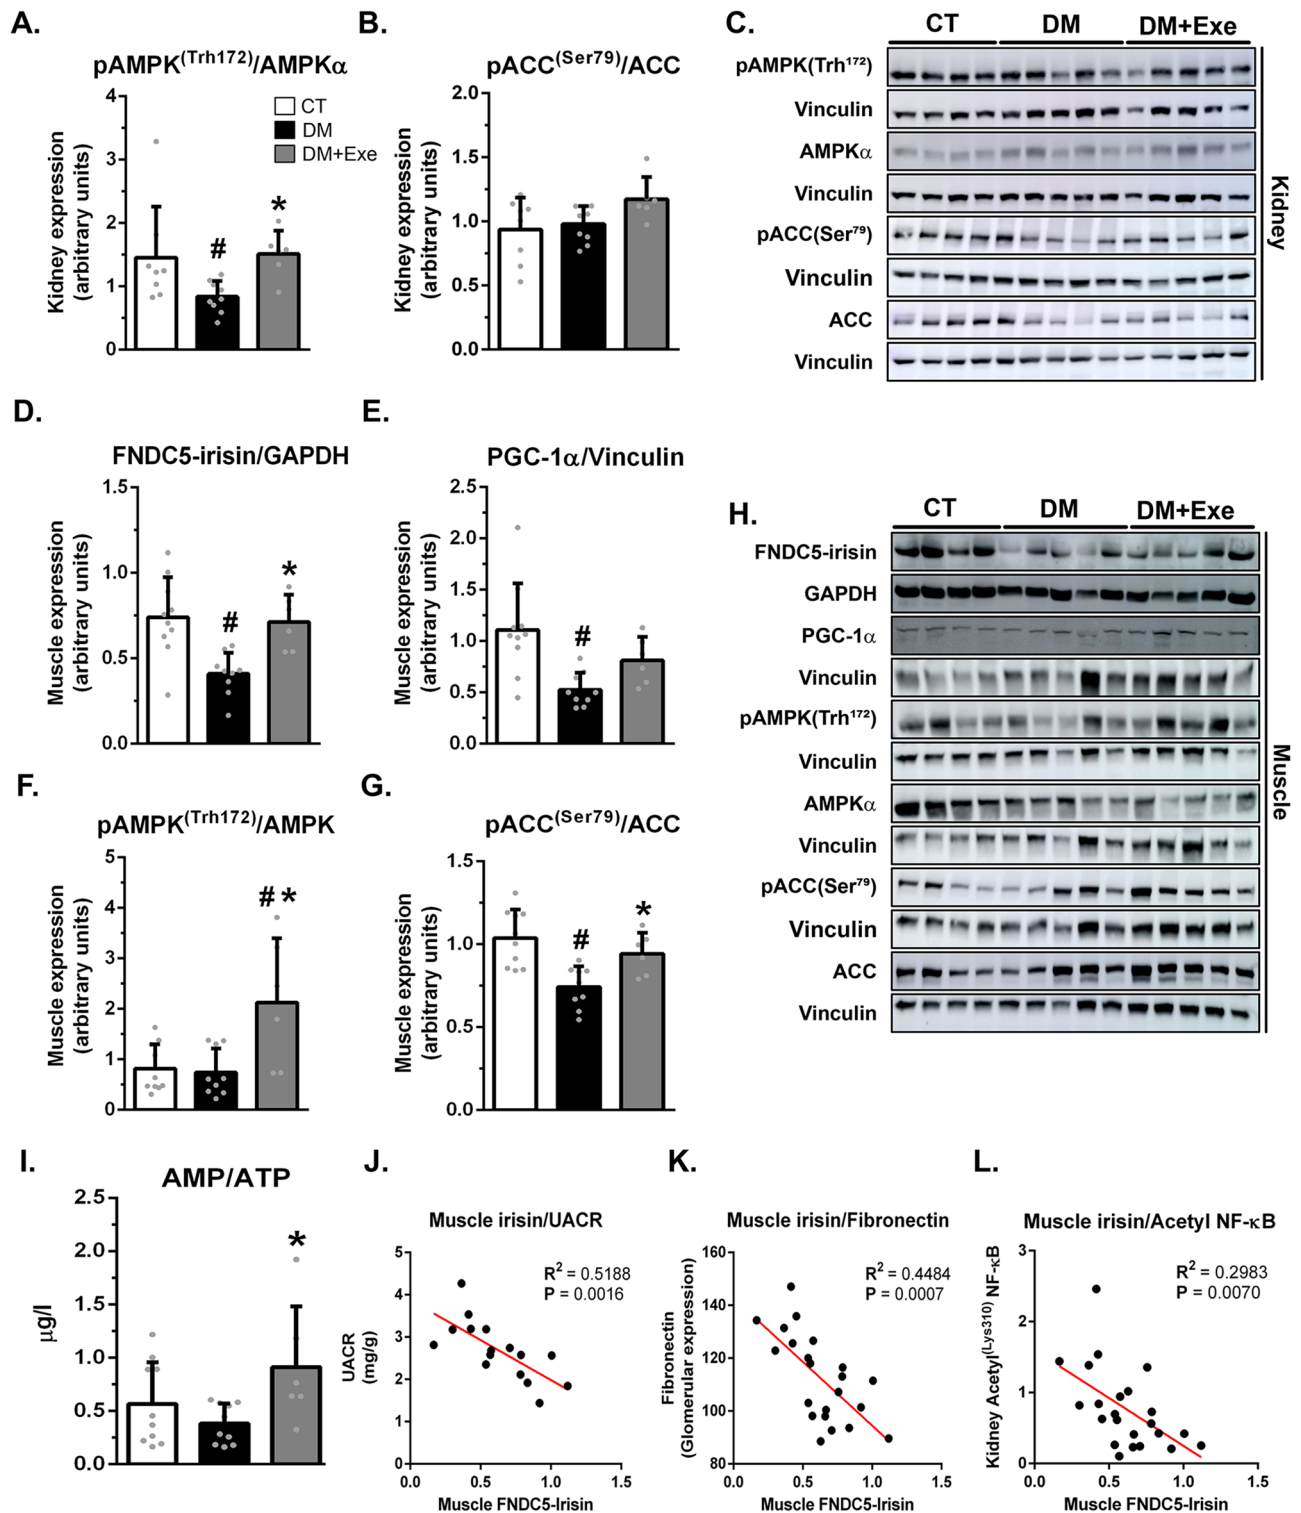 A.
pAMPK(Trh172)/AMPKα
Kidney expression
(arbitrary units)
4
3
2
1
0
CT
DM
DM+Exe
#
*
B.
pACC(Ser79)/ACC
Kidney expression
(arbitrary units)
2.0
1.5
1.0
0.5
0.0
C.
CT DM DM+Exe
pAMPK(Trh172)
Vinculin
AMPKα
Vinculin
pACC(Ser79)
Vinculin
ACC
Vinculin
Kidney
D.
FNDC5-irisin/GAPDH
Muscle expression
(arbitrary units)
1.5
1.0
0.5
0.0
#
*
E.
PGC-1α/Vinculin
Muscle expression
(arbitrary units)
2.5
2.0
1.5
1.0
0.5
0.0
#
F.
pAMPK(Trh172)/AMPK
Muscle expression
(arbitrary units)
5
4
3
2
1
0
# *
G.
pACC(Ser79)/ACC
Muscle expression
(arbitrary units)
1.5
1.0
0.5
0.0
#
*
H.
CT DM DM+Exe
FNDC5-irisin
GAPDH
PGC-1α
Vinculin
pAMPK(Trh172)
Vinculin
AMPKα
Vinculin
pACC(Ser79)
Vinculin
ACC
Vinculin
Muscle
I.
AMP/ATP
µg/l
2.5
2.0
1.5
1.0
0.5
0.0
*
J.
Muscle irisin/UACR
R2 = 0.5188
P = 0.0016
UACR
(mg/g)
5
4
3
2
1
0
0.0 0.5 1.0 1.5
Muscle FNDC5-Irisin
K.
Muscle irisin/Fibronectin
R2 = 0.4484
P = 0.0007
Fibronectin
(Glomerular expression)
160
140
120
100
80
0.0 0.5 1.0 1.5
Muscle FNDC5-Irisin
L.
Muscle irisin/Acetyl NF-κB
R2 = 0.2983
P = 0.0070
Kidney Acetyl(Lys310) NF-κB
3
2
1
0
0.0 0.5 1.0 1.5
Muscle FNDC5-Irisin